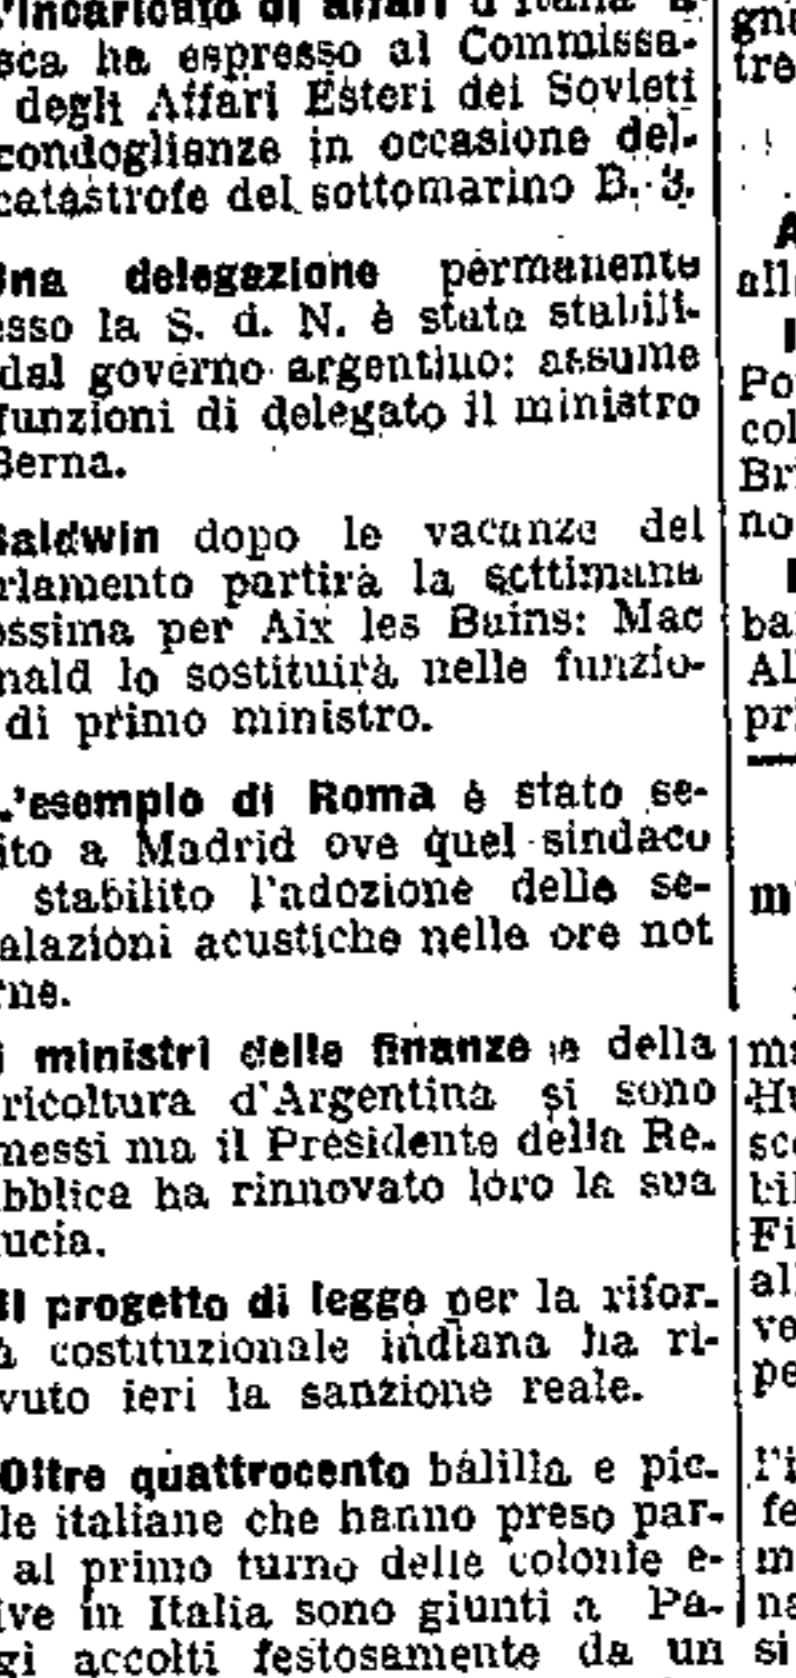 L'incaricato di affari d'Italia a
sca ha espresso al Commissa-
degli Affari Esteri dei Sovieti
condoglianze in occasione del-
catastrofe del sottomarino B. 3.
Una delegazione permanente
esso la S. d. N. è stata stabili-
dal governo argentino: assume
funzioni di delegato il ministro
Berna.
Baldwin dopo le vacanze del
rlamento partirà la settimana
ossima per Aix les Bains: Mac
nald lo sostituirà nelle funzio-
di primo ministro.
L'esempio di Roma è stato se-
ito a Madrid ove quel sindaco
stabilito l'adozione delle se-
alazioni acustiche nelle ore not
rne.
i ministri delle finanze e della
ricoltura d'Argentina si sono
messi ma il Presidente della Re-
bblica ha rinnovato loro la sua
ucia.
Il progetto di legge per la rifor-
a costituzionale indiana ha ri-
vuto ieri la sanzione reale.
Oltre quattrocento balilla e pic-
le italiane che hanno preso par-
al primo turno delle colonie e-
ive in Italia sono giunti a Pa-
gi accolti festosamente da un
gna
tre
A
all
Po
col
Bri
no
ba
Al
pri
m'
ma
Hu
sco
bil
Fi
all
ve
pe
l'i
fe
m
na
si